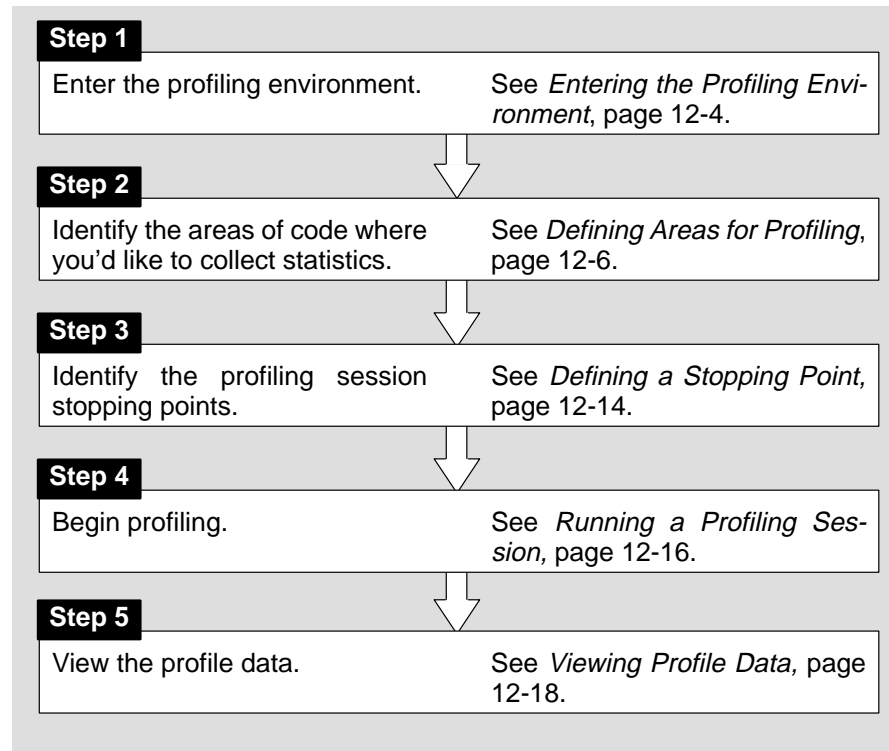 Step 1
Enter the profiling environment.
See Entering the Profiling Envi-
ronment, page 12-4.
Step 2
Identify the areas of code where
you'd like to collect statistics.
See Defining Areas for Profiling,
page 12-6.
Step 3
Identify the profiling session
stopping points.
See Defining a Stopping Point,
page 12-14.
Step 4
Begin profiling.
See Running a Profiling Ses-
sion, page 12-16.
Step 5
View the profile data.
See Viewing Profile Data, page
12-18.